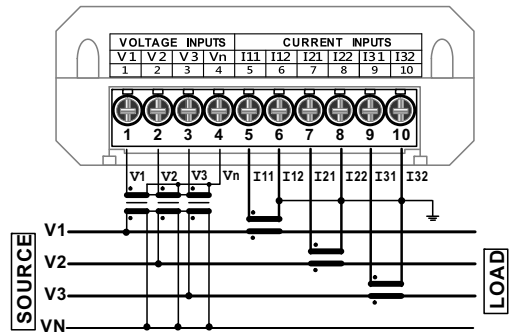 VOLTAGE INPUTS CURRENT INPUTS
V1 V2 V3 Vn I11 I12 I21 I22 I31 I32
1 2 3 4 5 6 7 8 9 10
1 2 3 4 5 6 7 8 9 10
V1 V2 V3 Vn I11 I12 I21 I22 I31 I32
V1
V2
V3
VN
SOURCE
LOAD